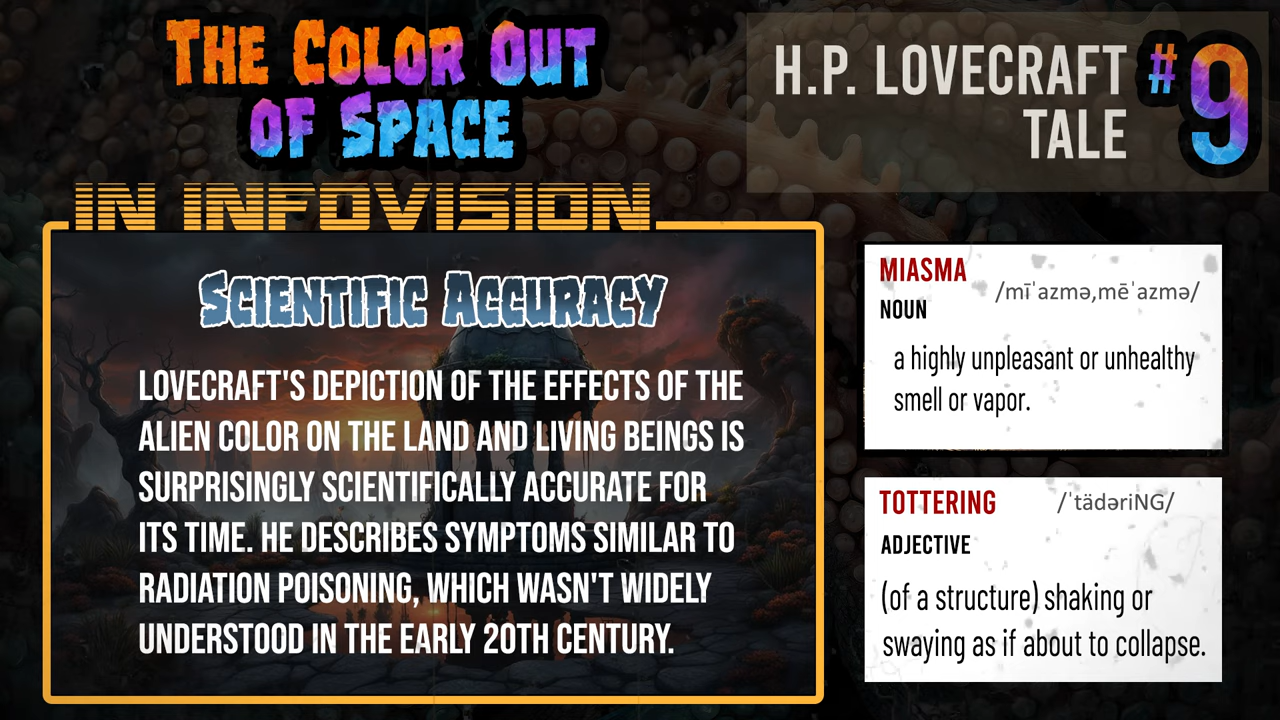 THE COLOR OUT
OF SPACE
H.P. LOVECRAFT #9
TALE
IN INFOVISION
SCIENTIFIC ACCURACY
LOVECRAFT'S DEPICTION OF THE EFFECTS OF THE
ALIEN COLOR ON THE LAND AND LIVING BEINGS IS
SURPRISINGLY SCIENTIFICALLY ACCURATE FOR
ITS TIME. HE DESCRIBES SYMPTOMS SIMILAR TO
RADIATION POISONING, WHICH WASN'T WIDELY
UNDERSTOOD IN THE EARLY 20TH CENTURY.
MIASMA
/mīˈazmə,mēˈazmə/
NOUN
a highly unpleasant or unhealthy
smell or vapor.
TOTTERING /ˈtädəriNG/
ADJECTIVE
(of a structure) shaking or
swaying as if about to collapse.